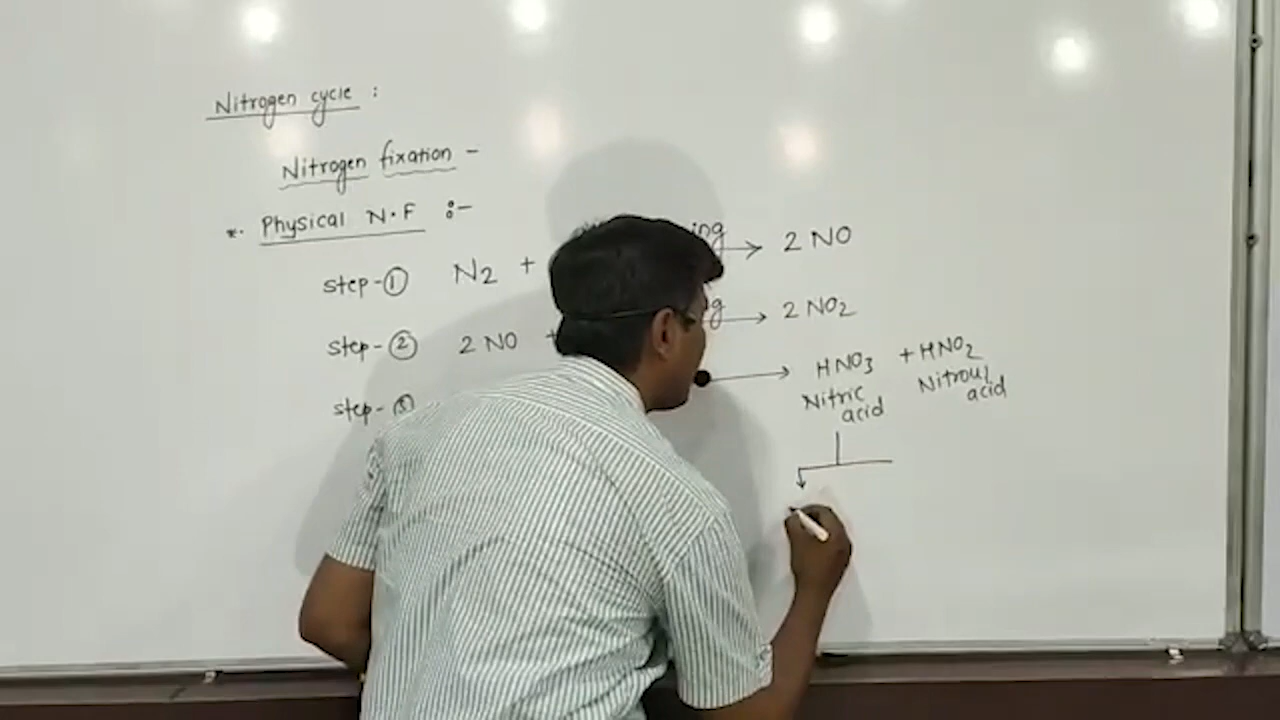 Nitrogen cycle :
Nitrogen fixation -
*. Physical N.F :-
step-① N2 + ing → 2 NO
step-② 2 NO + g → 2 NO2
step-③ → HNO3 + HNO2
Nitric acid Nitrous acid